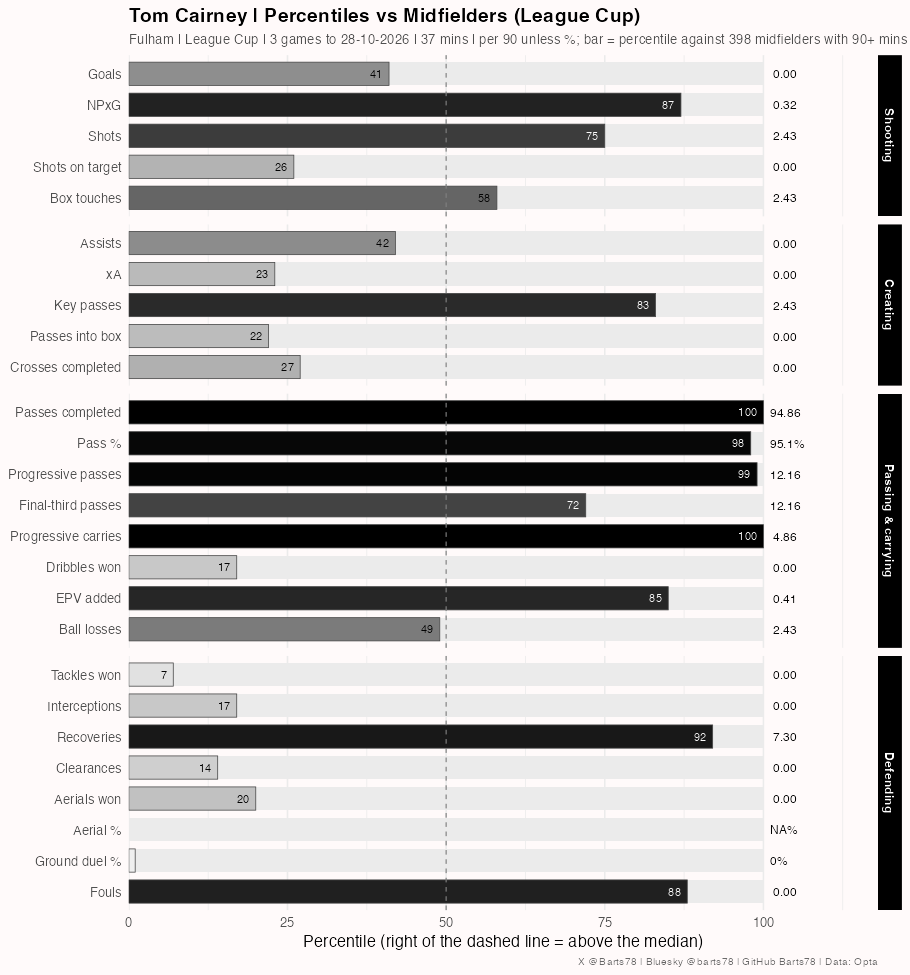 Tom Cairney | Percentiles vs Midfielders (League Cup)
Fulham | League Cup | 3 games to 28-10-2026 | 37 mins | per 90 unless %; bar = percentile against 398 midfielders with 90+ mins
Goals 41 0.00
NPxG 87 0.32
Shots 75 2.43
Shots on target 26 0.00
Box touches 58 2.43
Shooting
Assists 42 0.00
xA 23 0.00
Key passes 83 2.43
Passes into box 22 0.00
Crosses completed 27 0.00
Creating
Passes completed 100 94.86
Pass % 98 95.1%
Progressive passes 99 12.16
Final-third passes 72 12.16
Progressive carries 100 4.86
Dribbles won 17 0.00
EPV added 85 0.41
Ball losses 49 2.43
Passing & carrying
Tackles won 7 0.00
Interceptions 17 0.00
Recoveries 92 7.30
Clearances 14 0.00
Aerials won 20 0.00
Aerial % NA%
Ground duel % 0%
Fouls 88 0.00
Defending
0 25 50 75 100
Percentile (right of the dashed line = above the median)
X @Barts78 | Bluesky @barts78 | GitHub Barts78 | Data: Opta